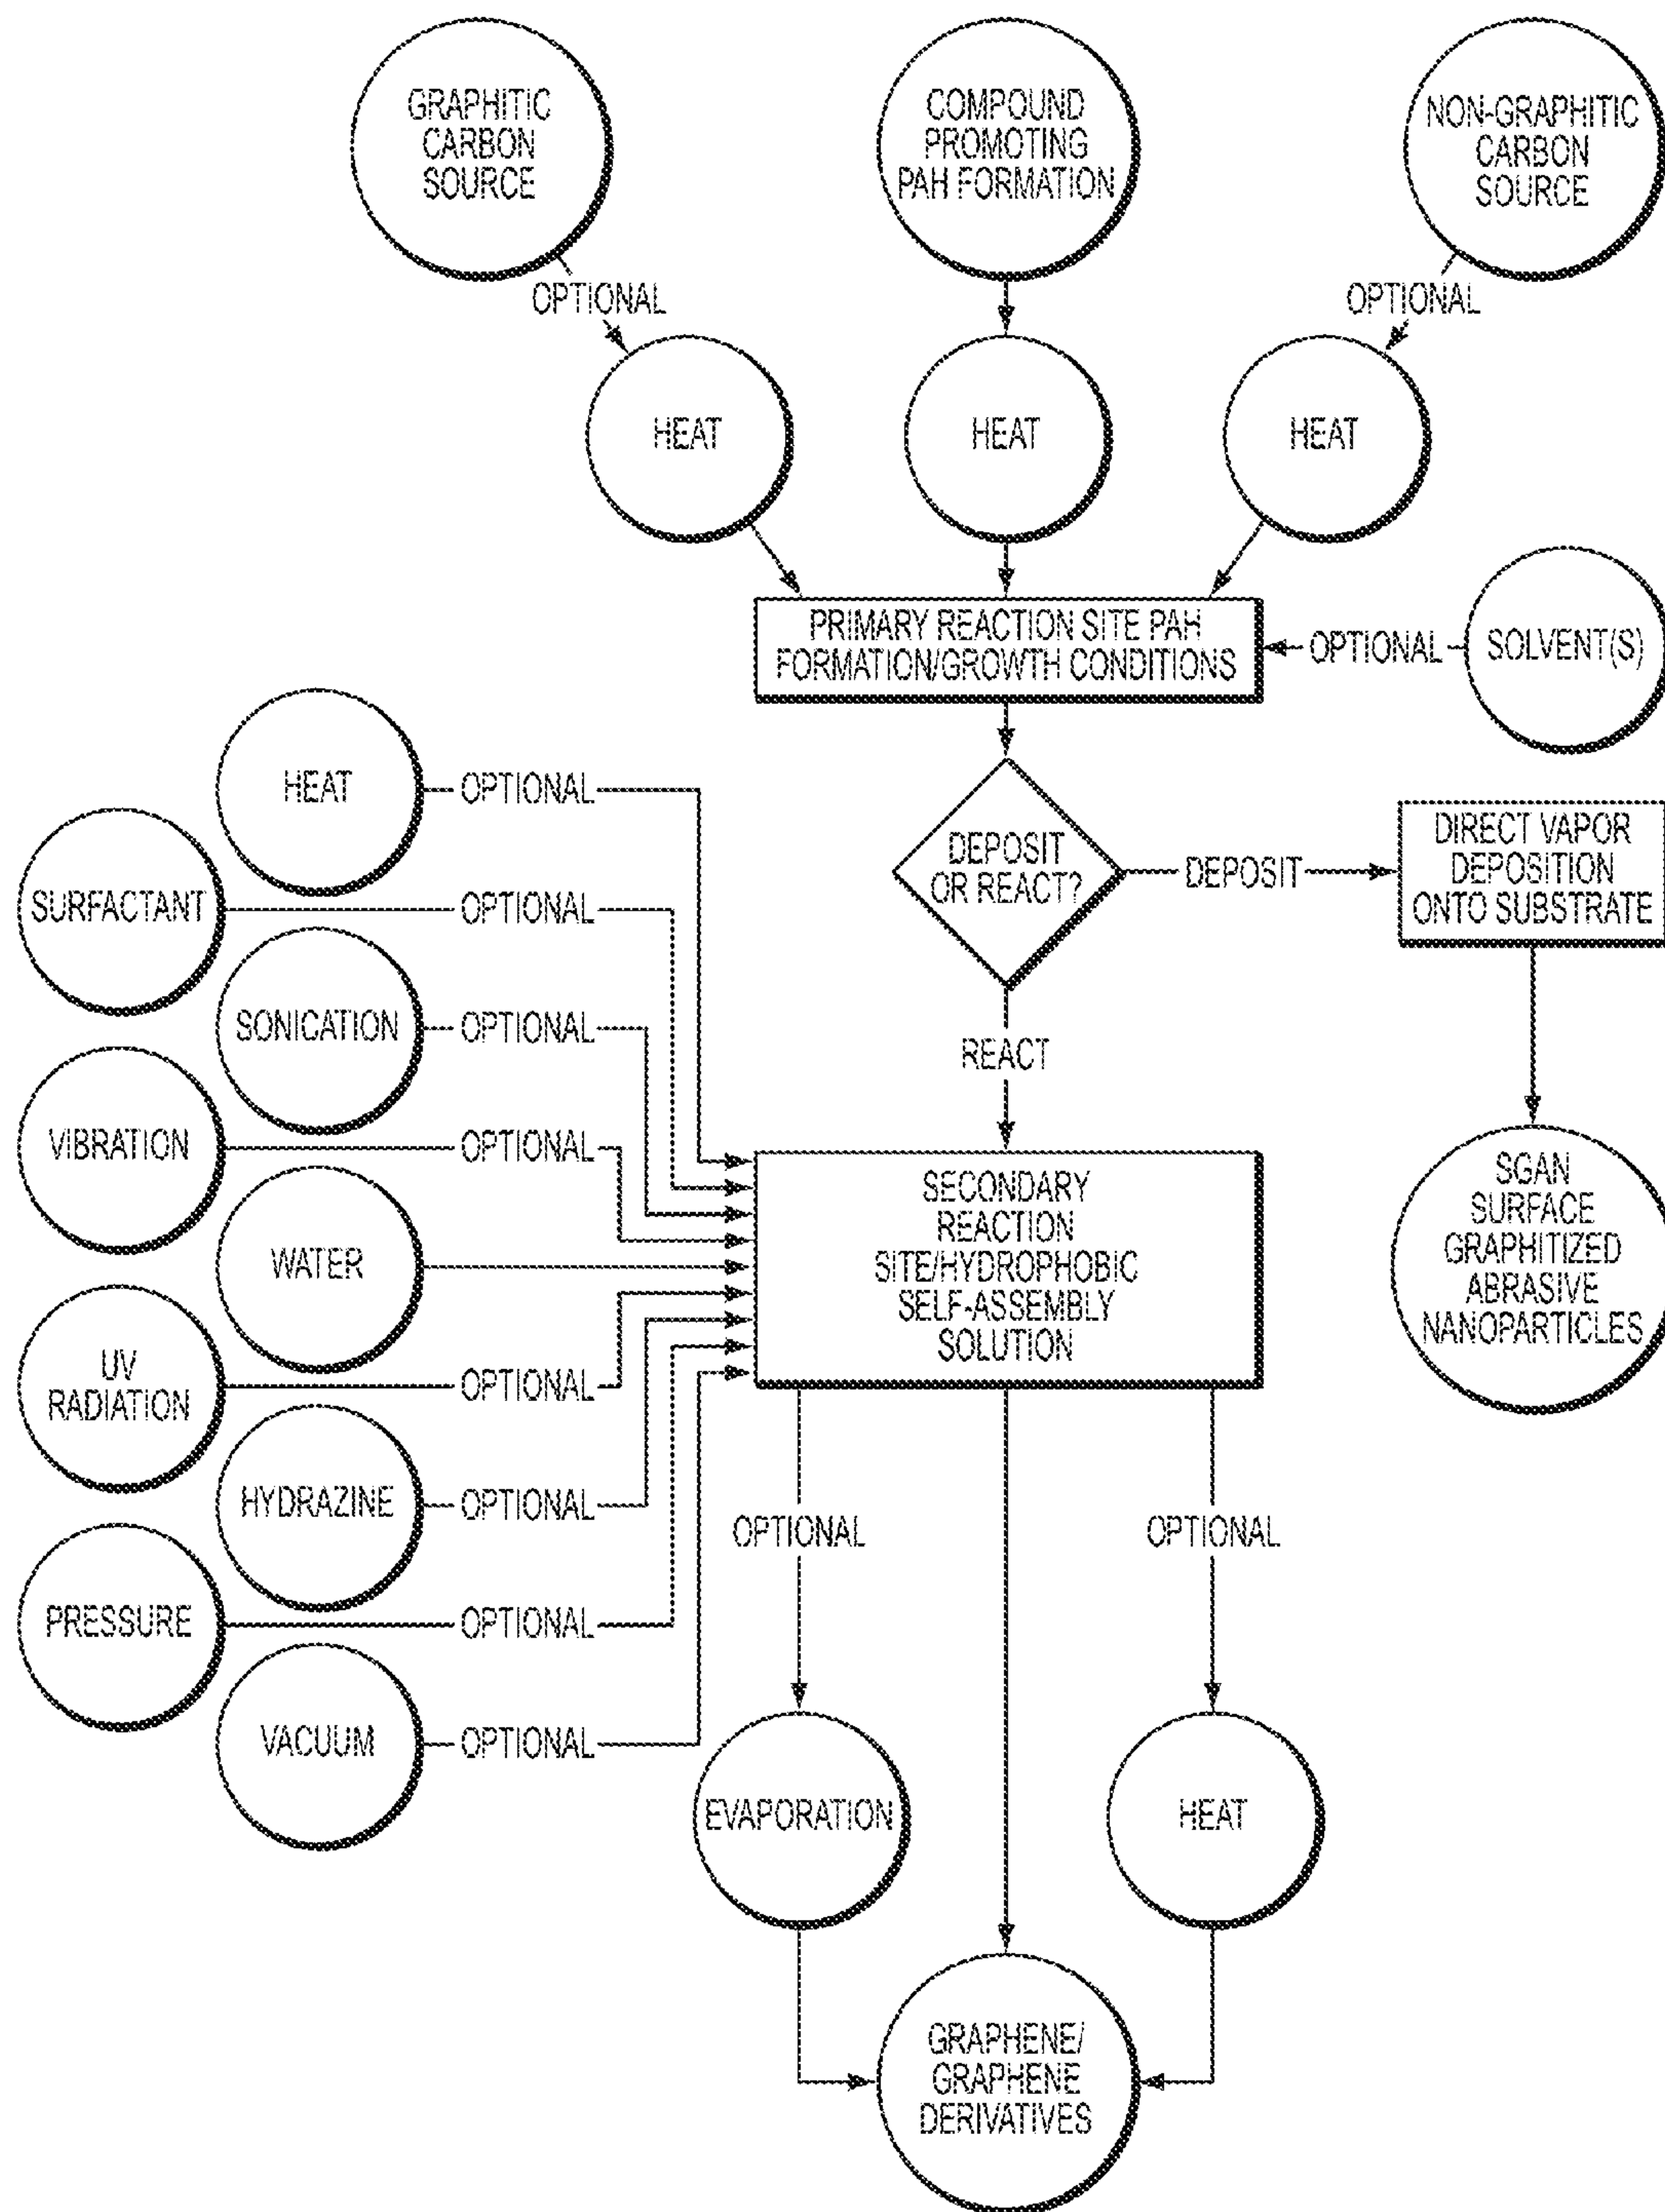 GRAPHITIC
CARBON
SOURCE
COMPOUND
PROMOTING
PAH FORMATION
NON-GRAPHITIC
CARBON
SOURCE
OPTIONAL
OPTIONAL
HEAT
HEAT
HEAT
PRIMARY REACTION SITE PAH
FORMATION/GROWTH CONDITIONS
OPTIONAL
SOLVENT(S)
HEAT
OPTIONAL
SURFACTANT
OPTIONAL
SONICATION
OPTIONAL
VIBRATION
OPTIONAL
WATER
UV
RADIATION
OPTIONAL
HYDRAZINE
OPTIONAL
PRESSURE
OPTIONAL
VACUUM
OPTIONAL
DEPOSIT
OR REACT?
DEPOSIT
DIRECT VAPOR
DEPOSITION
ONTO SUBSTRATE
REACT
SGAN
SURFACE
GRAPHITIZED
ABRASIVE
NANOPARTICLES
SECONDARY
REACTION
SITE/HYDROPHOBIC
SELF-ASSEMBLY
SOLUTION
OPTIONAL
OPTIONAL
EVAPORATION
HEAT
GRAPHENE/
GRAPHENE
DERIVATIVES